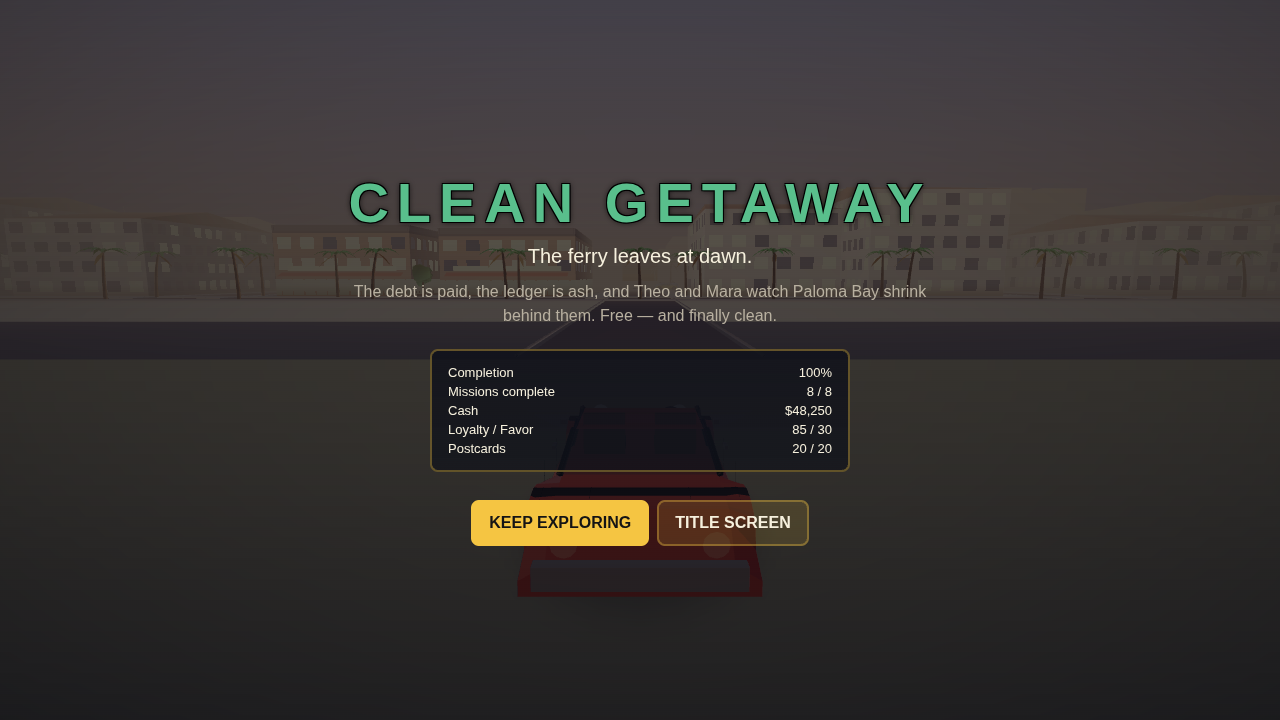 CLEAN GETAWAY
The ferry leaves at dawn.
The debt is paid, the ledger is ash, and Theo and Mara watch Paloma Bay shrink
behind them. Free — and finally clean.
Completion 100%
Missions complete 8 / 8
Cash $48,250
Loyalty / Favor 85 / 30
Postcards 20 / 20
KEEP EXPLORING TITLE SCREEN